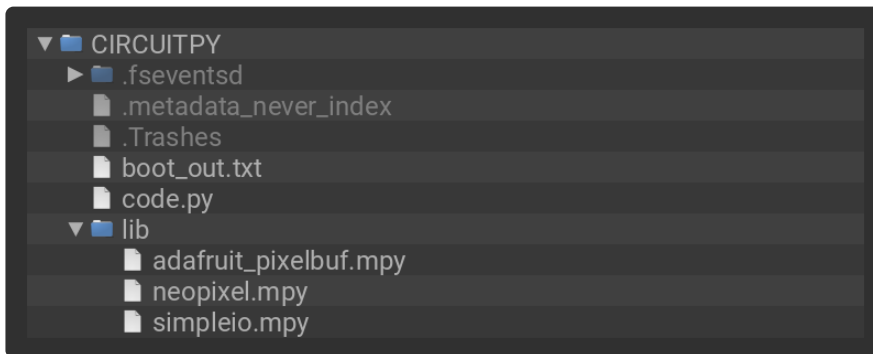 CIRCUITPY
.fseventsd
.metadata_never_index
.Trashes
boot_out.txt
code.py
lib
adafruit_pixelbuf.mpy
neopixel.mpy
simpleio.mpy